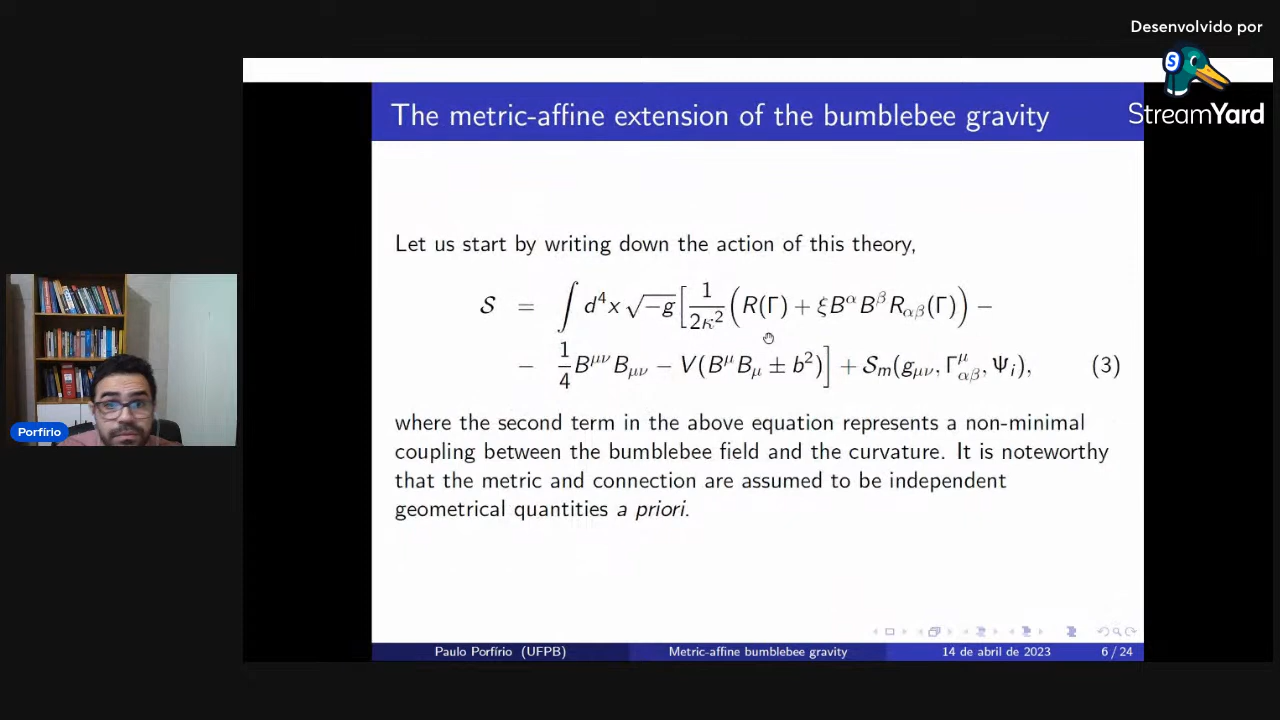 Desenvolvido por
StreamYard
The metric-affine extension of the bumblebee gravity
Let us start by writing down the action of this theory,
S = ∫ d⁴x √−g [ 1/2κ² ( R(Γ) + ξB^α B^β R_αβ(Γ) ) −
− 1/4 B^μν B_μν − V(B^μ B_μ ± b²) ] + S_m(g_μν, Γ^μ_αβ, Ψ_i), (3)
where the second term in the above equation represents a non-minimal
coupling between the bumblebee field and the curvature. It is noteworthy
that the metric and connection are assumed to be independent
geometrical quantities a priori.
Porfírio
Paulo Porfírio (UFPB) Metric-affine bumblebee gravity 14 de abril de 2023 6 / 24